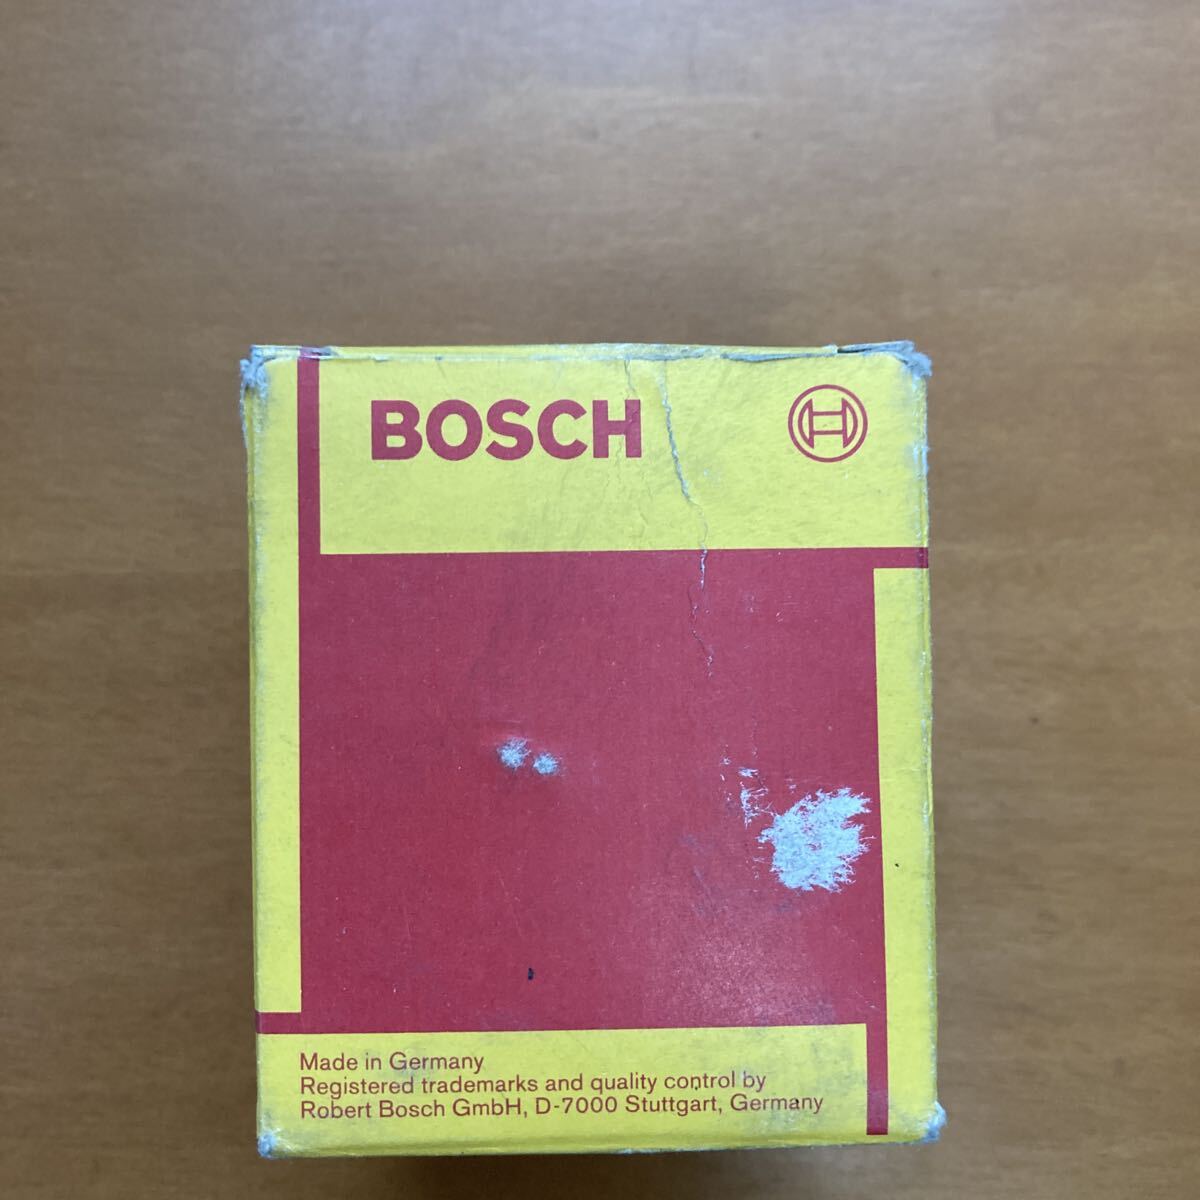 BOSCH
Made in Germany
Registered trademarks and quality control by
Robert Bosch GmbH, D-7000 Stuttgart, Germany